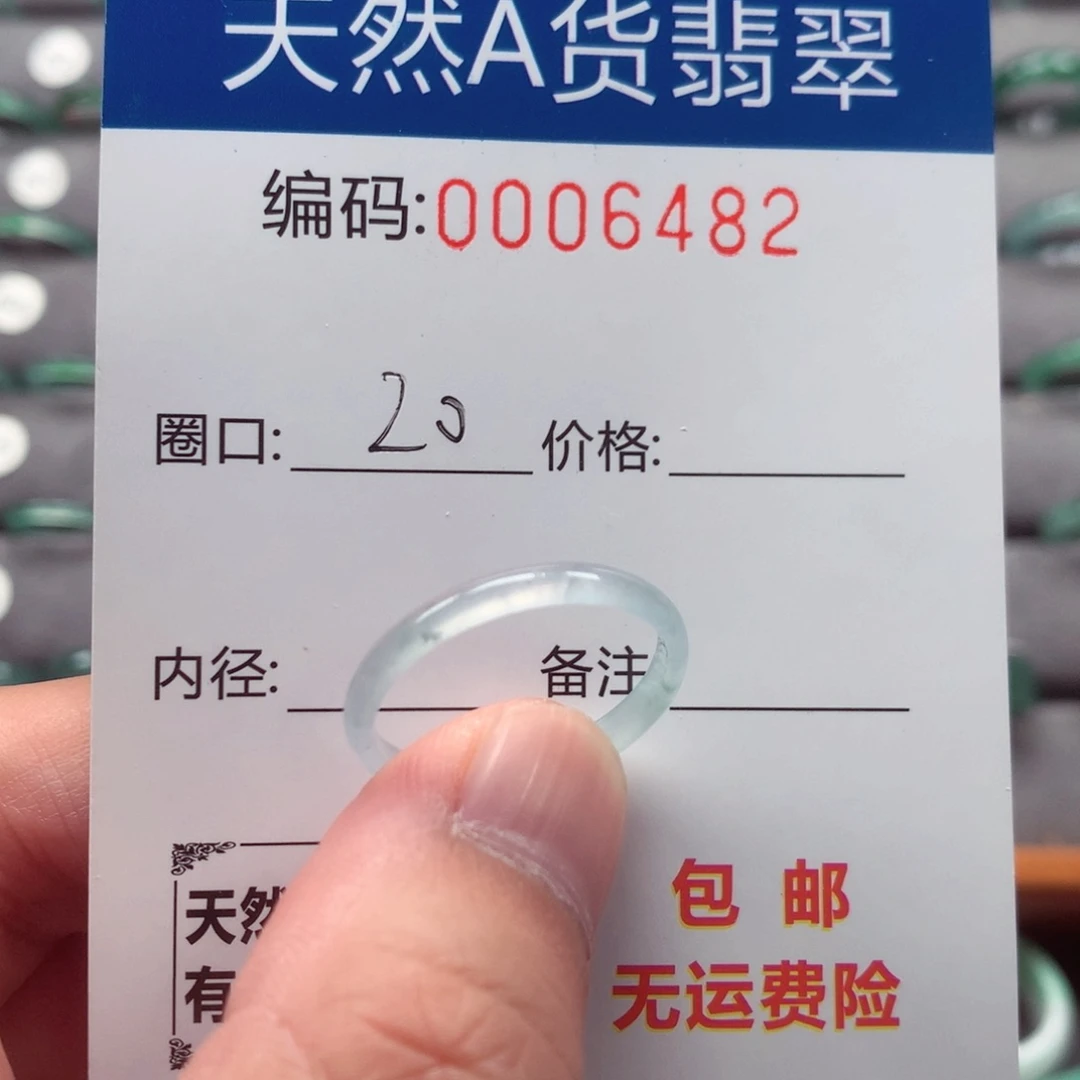 天然A货翡翠
编码:0006482
圈口: 20 价格:
内径: 备注
天然
有
包 邮
无运费险